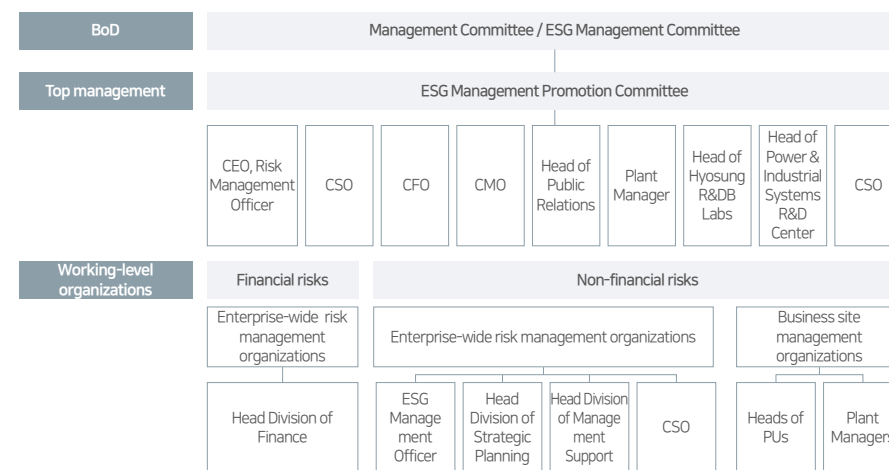 BoD
Management Committee / ESG Management Committee
Top management
ESG Management Promotion Committee
CEO, Risk
Management
Officer
CSO
CFO
CMO
Head of
Public
Relations
Plant
Manager
Head of
Hyosung
R&DB
Labs
Head of
Power &
Industrial
Systems
R&D
Center
CSO
Working-level
organizations
Financial risks
Non-financial risks
Enterprise-wide risk
management
organizations
Enterprise-wide risk management organizations
Business site
management
organizations
Head Division of
Finance
ESG
Manage
ment
Officer
Head
Division of
Strategic
Planning
Head Division
of Manage
ment
Support
CSO
Heads of
PUs
Plant
Managers